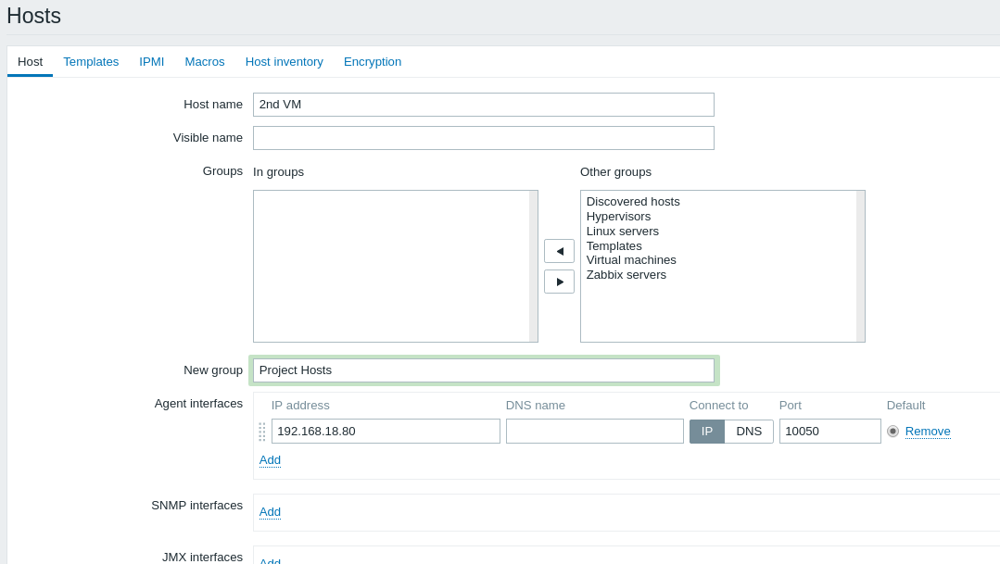 Hosts
Host Templates IPMI Macros Host inventory Encryption
Host name 2nd VM
Visible name
Groups In groups Other groups
Discovered hosts
Hypervisors
Linux servers
Templates
Virtual machines
Zabbix servers
New group Project Hosts
Agent interfaces IP address DNS name Connect to Port Default
192.168.18.80 IP DNS 10050 Remove
Add
SNMP interfaces Add
JMX interfaces Add